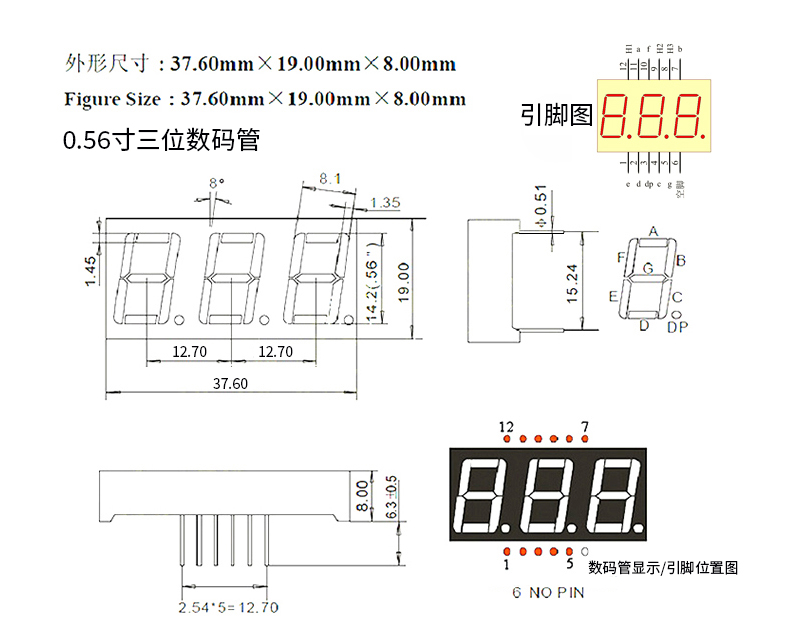 外形尺寸：37.60mm×19.00mm×8.00mm
Figure Size：37.60mm×19.00mm×8.00mm
0.56寸三位数码管
引脚图
12 11 10 9 8 7
H1 a f H2 H3 b
1 2 3 4 5 6
e d dp c g 空脚
8°
8.1
1.35
1.45
14.2(.56")
19.00
12.70 12.70
37.60
Φ0.51
15.24
A
F B
G
E C
D DP
8.00
6.3±0.5
2.54*5=12.70
12 7
1 5
数码管显示/引脚位置图
6 NO PIN